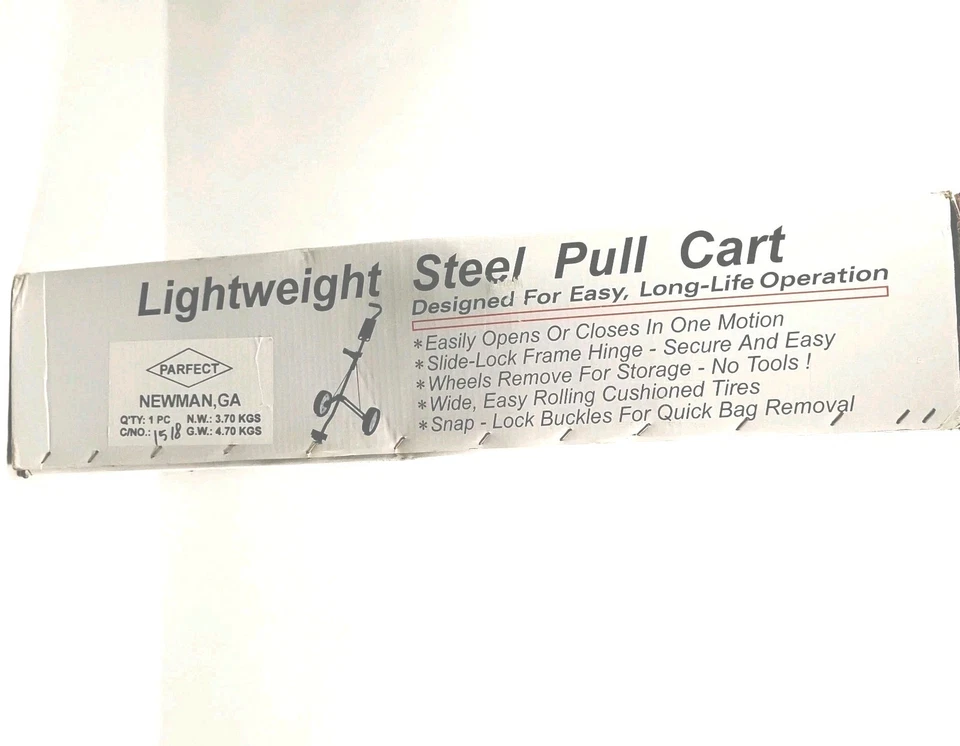 Lightweight Steel Pull Cart
Designed For Easy, Long-Life Operation
*Easily Opens Or Closes In One Motion
*Slide-Lock Frame Hinge - Secure And Easy
*Wheels Remove For Storage - No Tools !
*Wide, Easy Rolling Cushioned Tires
*Snap - Lock Buckles For Quick Bag Removal
PARFECT
NEWMAN,GA
Q'TY: 1 PC N.W.: 3.70 KGS
C/NO.: 1518 G.W.: 4.70 KGS